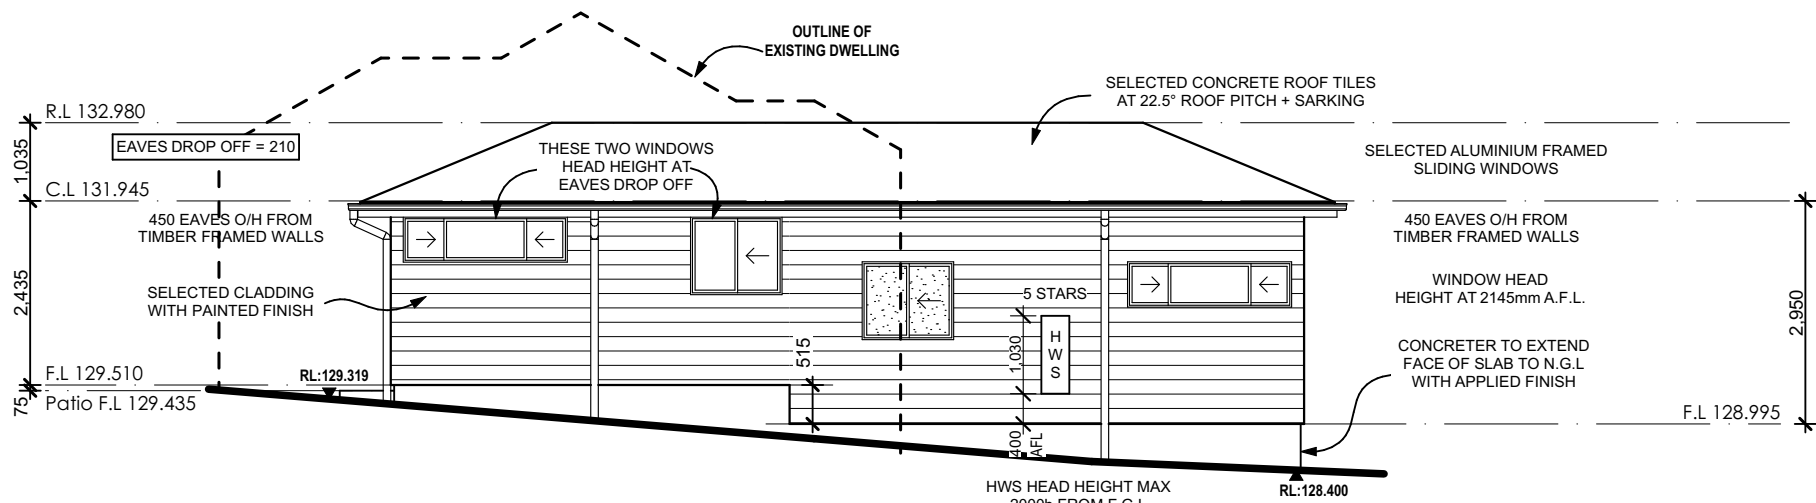 OUTLINE OF
EXISTING DWELLING
SELECTED CONCRETE ROOF TILES
AT 22.5° ROOF PITCH + SARKING
R.L 132.980
EAVES DROP OFF = 210
1,035
THESE TWO WINDOWS
HEAD HEIGHT AT
EAVES DROP OFF
SELECTED ALUMINIUM FRAMED
SLIDING WINDOWS
C.L 131.945
450 EAVES O/H FROM
TIMBER FRAMED WALLS
450 EAVES O/H FROM
TIMBER FRAMED WALLS
2,435
SELECTED CLADDING
WITH PAINTED FINISH
5 STARS
WINDOW HEAD
HEIGHT AT 2145mm A.F.L.
2,950
515
1,030
H
W
S
CONCRETER TO EXTEND
FACE OF SLAB TO N.G.L
WITH APPLIED FINISH
F.L 129.510
RL:129.319
75
Patio F.L 129.435
F.L 128.995
400
AFL
HWS HEAD HEIGHT MAX
RL:128.400